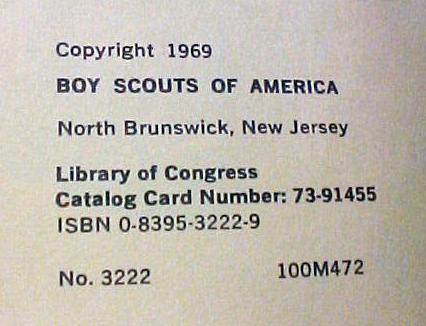 Copyright 1969
BOY SCOUTS OF AMERICA
North Brunswick, New Jersey
Library of Congress
Catalog Card Number: 73-91455
ISBN 0-8395-3222-9
No. 3222 100M472